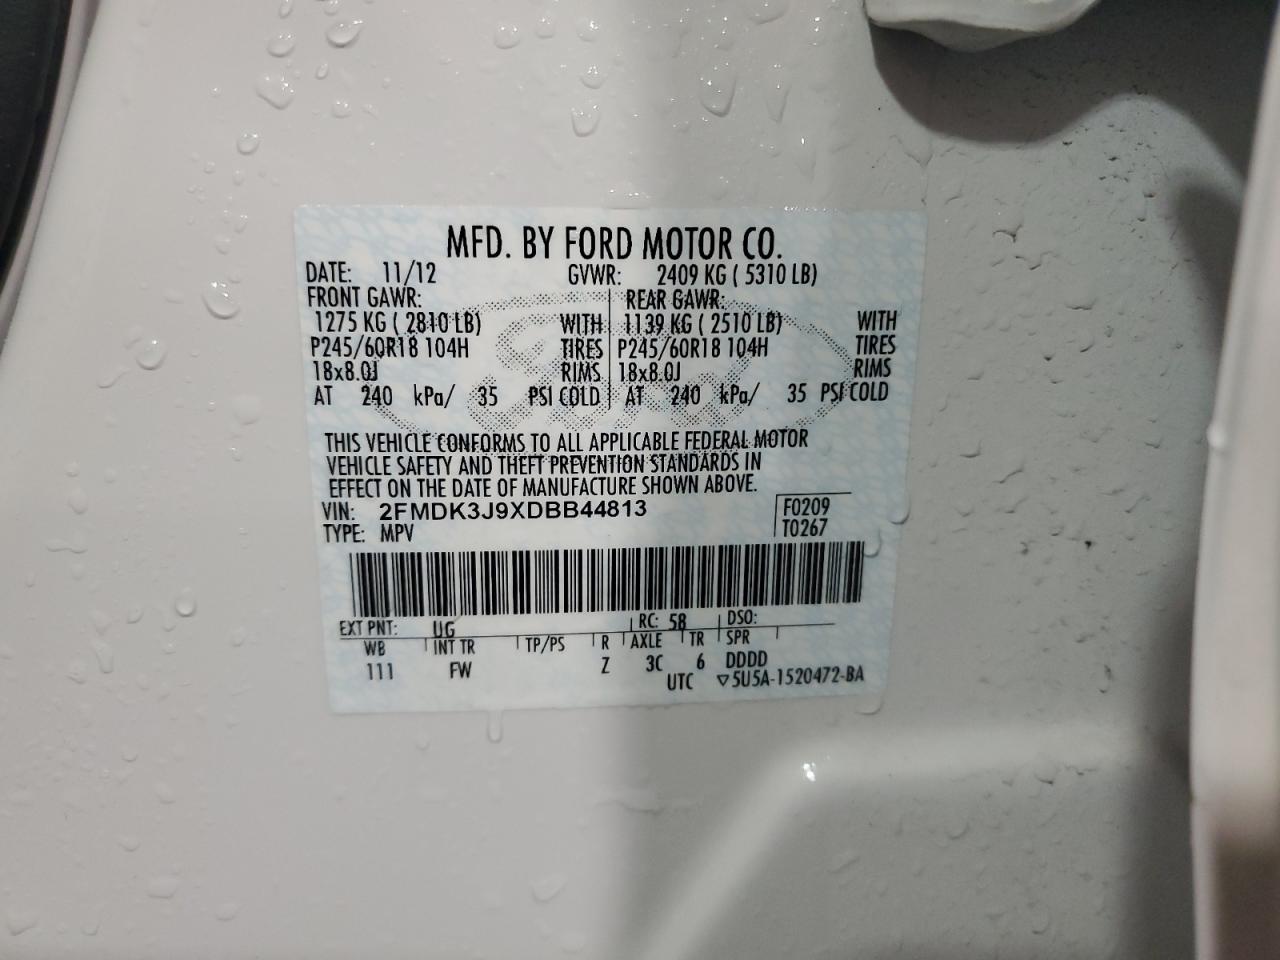 MFD. BY FORD MOTOR CO.
DATE: 11/12 GVWR: 2409 KG ( 5310 LB)
FRONT GAWR: REAR GAWR:
1275 KG ( 2810 LB) WITH 1139 KG ( 2510 LB) WITH
P245/60R18 104H TIRES P245/60R18 104H TIRES
18x8.0J RIMS 18x8.0J RIMS
AT 240 kPa/ 35 PSI COLD AT 240 kPa/ 35 PSI COLD
THIS VEHICLE CONFORMS TO ALL APPLICABLE FEDERAL MOTOR
VEHICLE SAFETY AND THEFT PREVENTION STANDARDS IN
EFFECT ON THE DATE OF MANUFACTURE SHOWN ABOVE.
VIN: 2FMDK3J9XDBB44813 F0209
TYPE: MPV T0267
EXT PNT: UG RC: 58 DSO:
WB INT TR TP/PS R AXLE TR SPR
111 FW Z 3C 6 DDDD
UTC ▽5U5A-1520472-BA